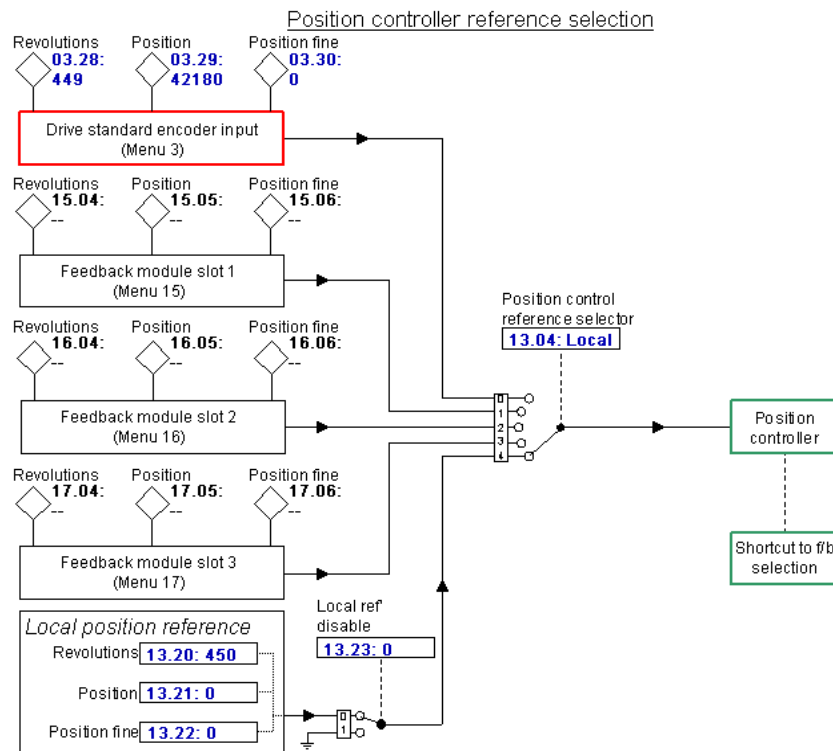 Position controller reference selection
Revolutions Position Position fine
03.28: 03.29: 03.30:
449 42180 0
Drive standard encoder input
(Menu 3)
Revolutions Position Position fine
15.04: 15.05: 15.06:
-- -- --
Feedback module slot 1
(Menu 15)
Revolutions Position Position fine
16.04: 16.05: 16.06:
-- -- --
Feedback module slot 2
(Menu 16)
Revolutions Position Position fine
17.04: 17.05: 17.06:
-- -- --
Feedback module slot 3
(Menu 17)
Position control
reference selector
13.04: Local
0
1
2
3
4
Position
controller
Shortcut to f/b
selection
Local position reference
Revolutions 13.20: 450
Position 13.21: 0
Position fine 13.22: 0
Local ref'
disable
13.23: 0
0
1